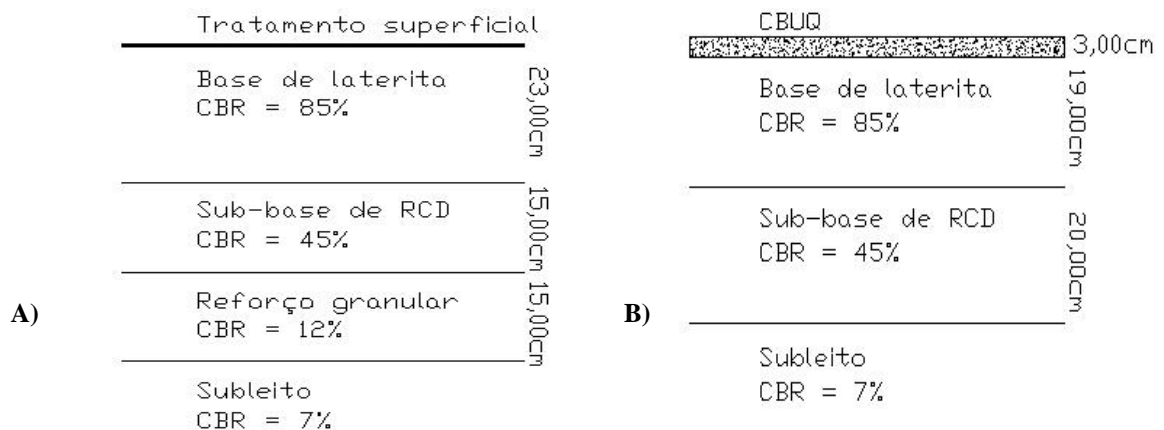 Tratamento superficial
Base de laterita
CBR = 85%
23,00cm
Sub-base de RCD
CBR = 45%
15,00cm
Reforço granular
CBR = 12%
15,00cm
Subleito
CBR = 7%
A)
CBUQ
3,00cm
Base de laterita
CBR = 85%
19,00cm
Sub-base de RCD
CBR = 45%
20,00cm
Subleito
CBR = 7%
B)